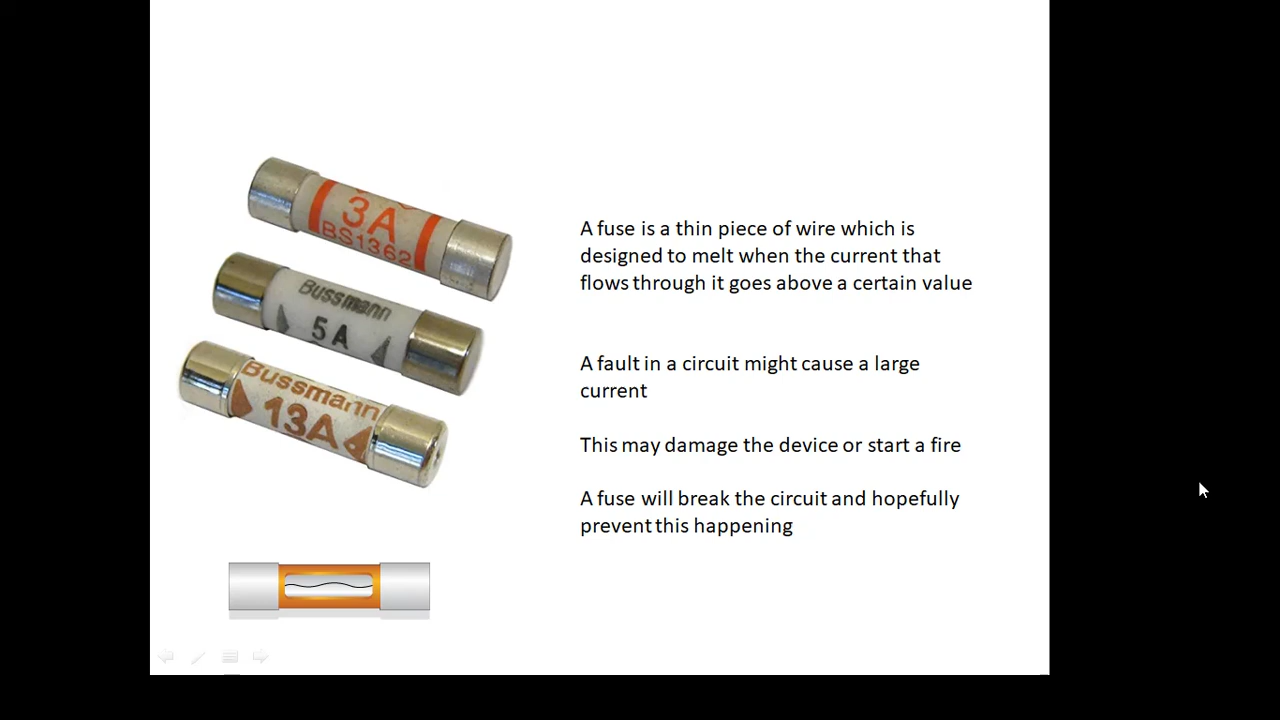 3A
BS1362
Bussmann
5A
Bussmann
13A
A fuse is a thin piece of wire which is
designed to melt when the current that
flows through it goes above a certain value
A fault in a circuit might cause a large
current
This may damage the device or start a fire
A fuse will break the circuit and hopefully
prevent this happening